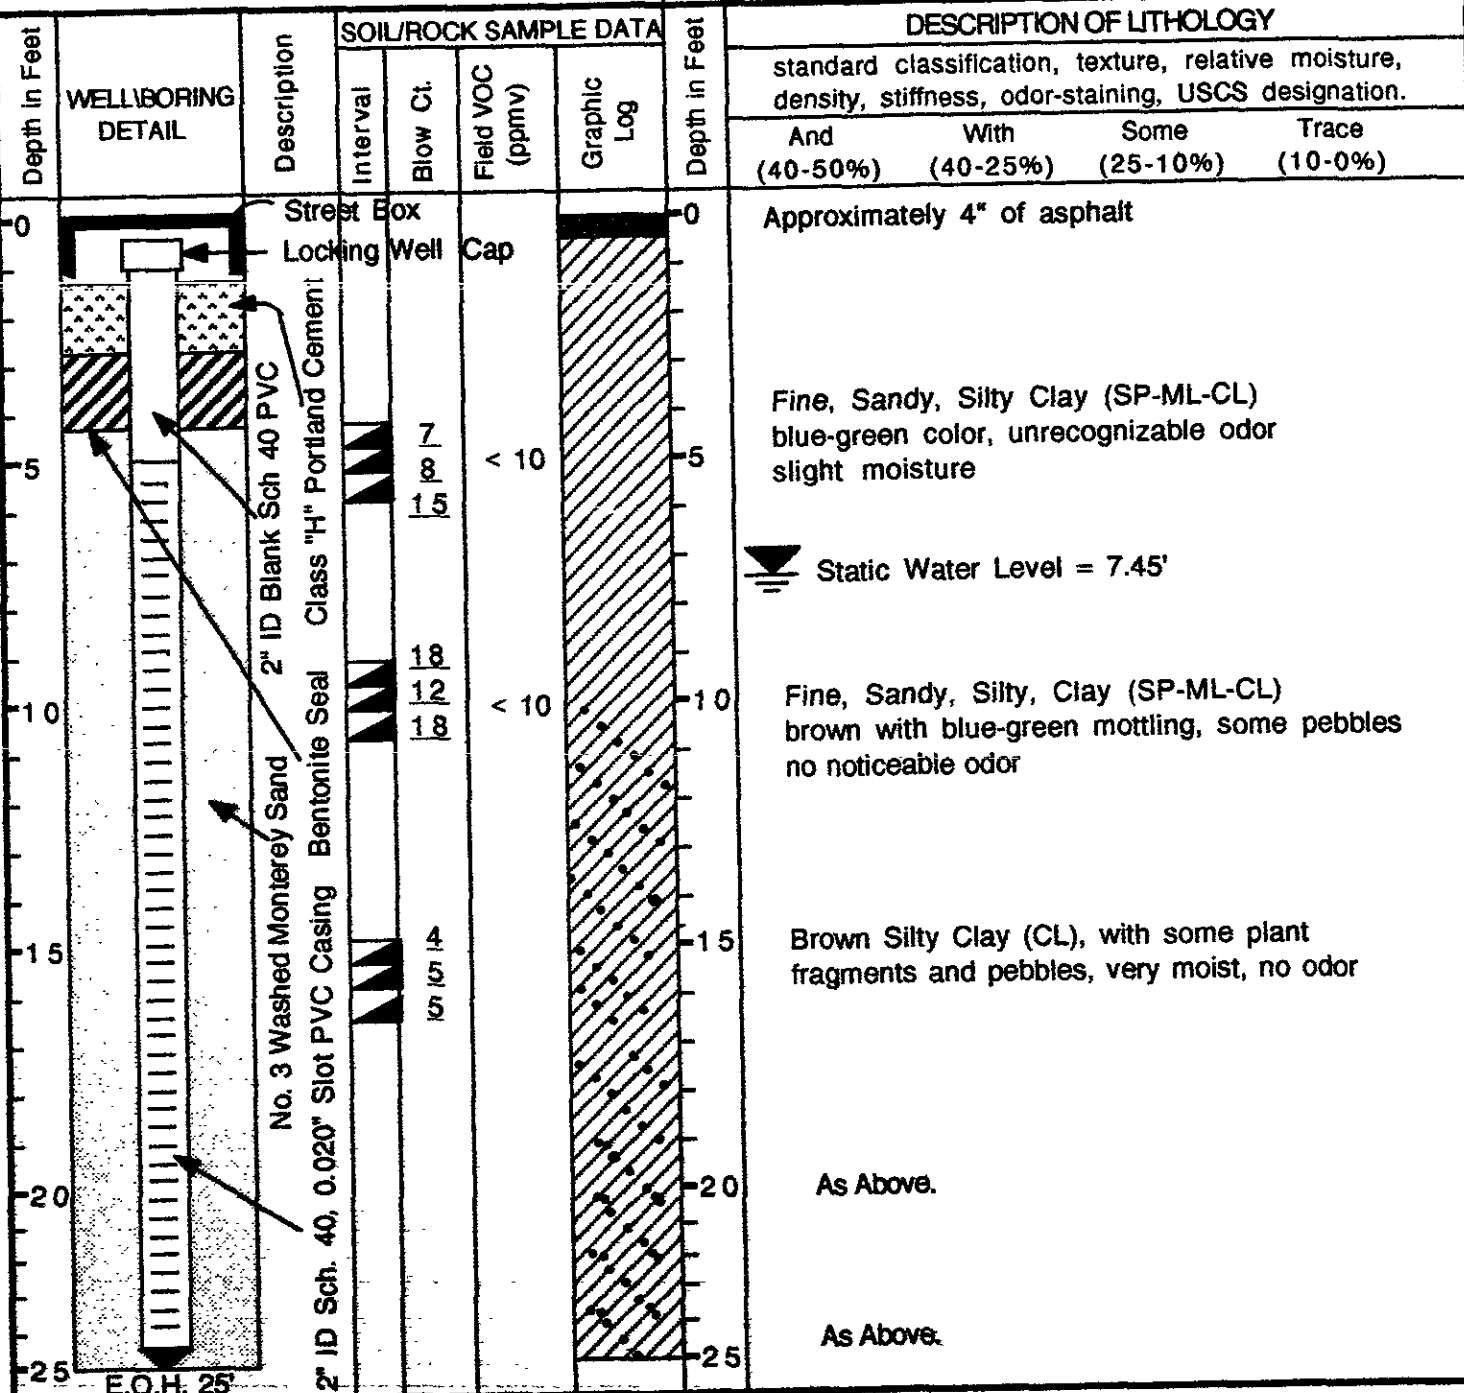 Depth in Feet
WELL\BORING
DETAIL
Description
SOIL/ROCK SAMPLE DATA
Interval
Blow Ct.
Field VOC
(ppmv)
Graphic
Log
Depth in Feet
DESCRIPTION OF LITHOLOGY
standard classification, texture, relative moisture,
density, stiffness, odor-staining, USCS designation.
And With Some Trace
(40-50%) (40-25%) (25-10%) (10-0%)
0
Street Box
0
Approximately 4" of asphalt
Locking Well Cap
Class "H" Portland Cement
2" ID Blank Sch 40 PVC
Fine, Sandy, Silty Clay (SP-ML-CL)
blue-green color, unrecognizable odor
slight moisture
7
8
15
< 10
5
5
Static Water Level = 7.45'
Bentonite Seal
18
12
18
< 10
10
10
Fine, Sandy, Silty, Clay (SP-ML-CL)
brown with blue-green mottling, some pebbles
no noticeable odor
No. 3 Washed Monterey Sand
2" ID Sch. 40, 0.020" Slot PVC Casing
4
5
5
15
15
Brown Silty Clay (CL), with some plant
fragments and pebbles, very moist, no odor
20
20
As Above.
As Above.
25
25
E.O.H. 25'